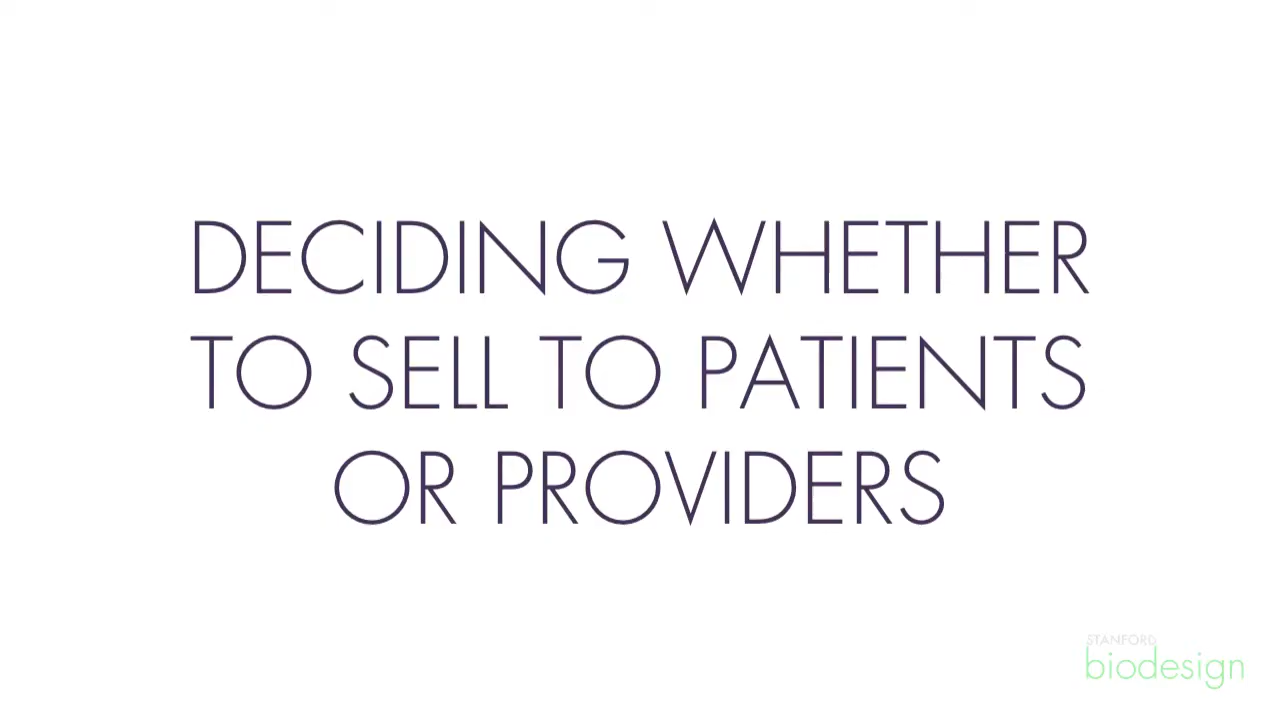 DECIDING WHETHER
TO SELL TO PATIENTS
OR PROVIDERS
STANFORD
biodesign